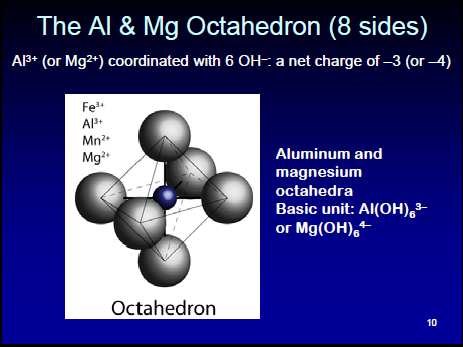 The Al & Mg Octahedron (8 sides)
Al³⁺ (or Mg²⁺) coordinated with 6 OH⁻: a net charge of –3 (or –4)
Fe³⁺
Al³⁺
Mn²⁺
Mg²⁺
Octahedron
Aluminum and
magnesium
octahedra
Basic unit: Al(OH)₆³⁻
or Mg(OH)₆⁴⁻
10